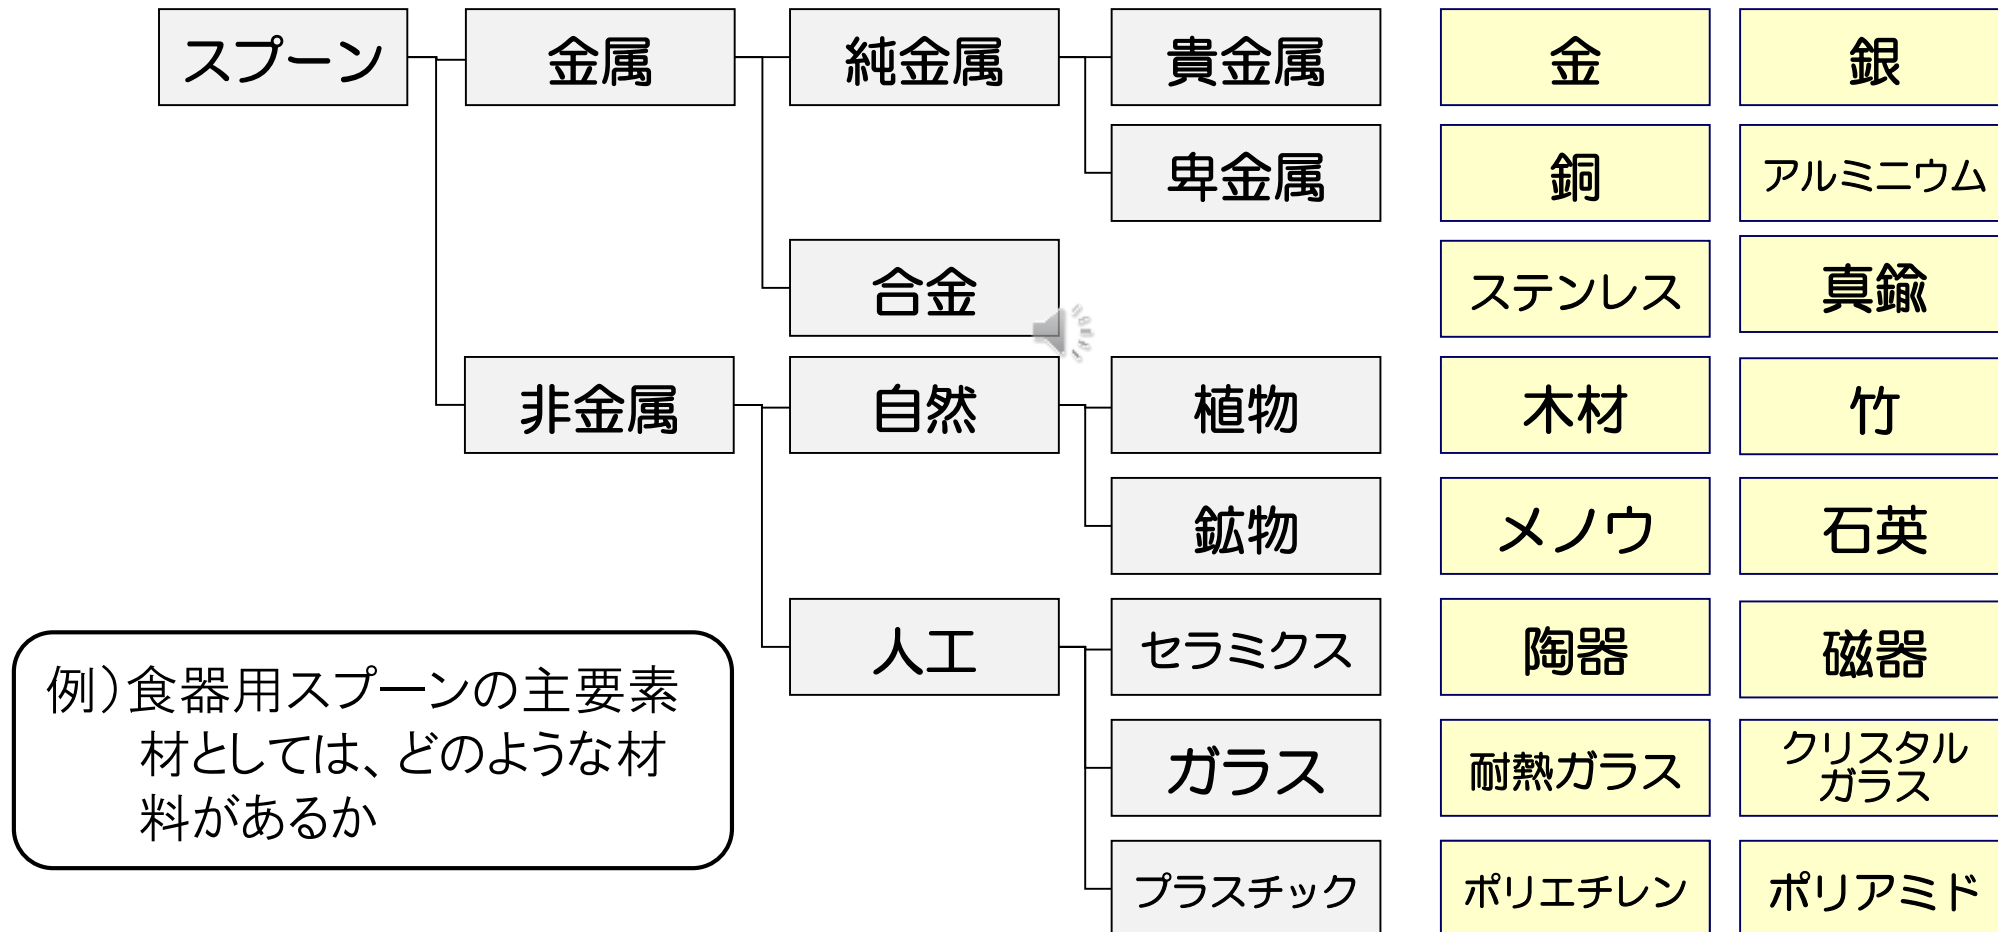 スプーン
金属
純金属
貴金属
金
銀
卑金属
銅
アルミニウム
合金
ステンレス
真鍮
非金属
自然
植物
木材
竹
鉱物
メノウ
石英
人工
セラミクス
陶器
磁器
ガラス
耐熱ガラス
クリスタル
ガラス
プラスチック
ポリエチレン
ポリアミド
例）食器用スプーンの主要素
材としては、どのような材
料があるか